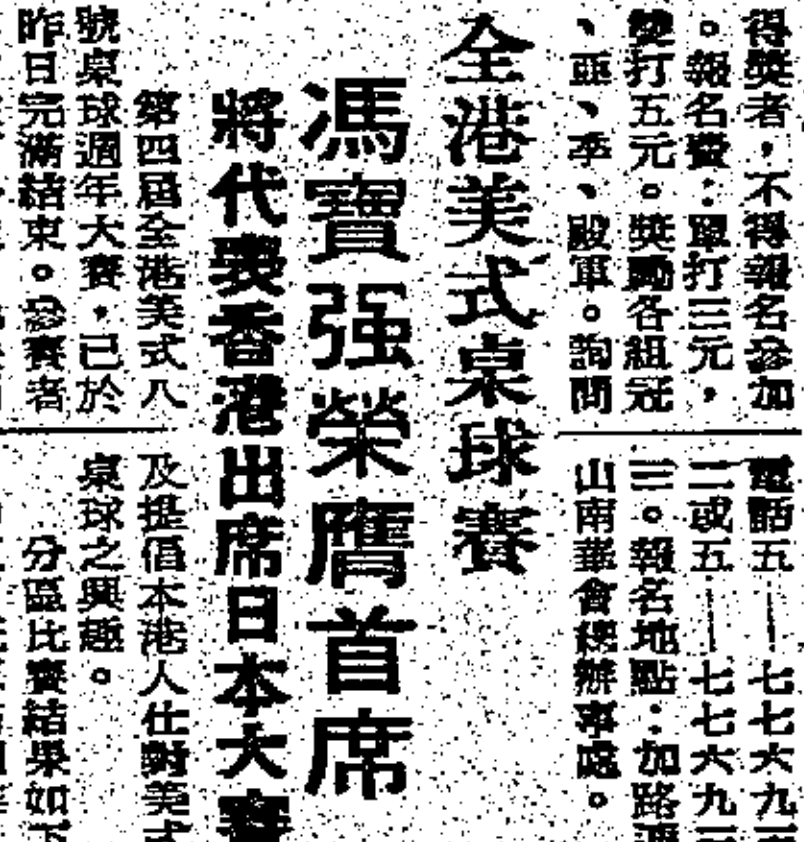 得獎者，不得報名參加
。報名費：單打三元，
雙打五元。獎勵各組冠
、亞、季、殿軍。詢問
電話五——七七六九
二或五——七七六九
三。報名地點：加路
山南華會總辦事處。
全港美式桌球賽
馮寶强榮膺首席
將代表香港出席日本大賽
第四屆全港美式八
號桌球週年大賽，已於
昨日完滿結束。參賽者
及提倡本港人仕對美式
桌球之興趣。
分區比賽結果如下